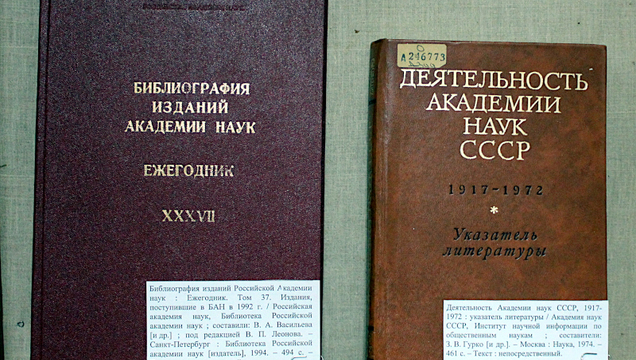 РОССИЙСКАЯ АКАДЕМИЯ НАУК
БИБЛИОГРАФИЯ
ИЗДАНИЙ
АКАДЕМИИ НАУК
ЕЖЕГОДНИК
XXXVII
Библиография изданий Российской Академии
наук : Ежегодник. Том 37. Издания,
поступившие в БАН в 1992 г. / Российская
академия наук, Библиотека Российской
академии наук ; составили: В. А. Васильева
[и др.] ; под редакцией В. П. Леонова. –
Санкт-Петербург : Библиотека Российской
академии наук [издатель], 1994. – 494 с. –
А 246773
ДЕЯТЕЛЬНОСТЬ
АКАДЕМИИ
НАУК
СССР
1917-1972
*
Указатель
литературы
Деятельность Академии наук СССР, 1917-
1972 : указатель литературы / Академия наук
СССР, Институт научной информации по
общественным наукам ; составители:
З. В. Гурко [и др.]. – Москва : Наука, 1974. –
461 с. – Текст : непосредственный.